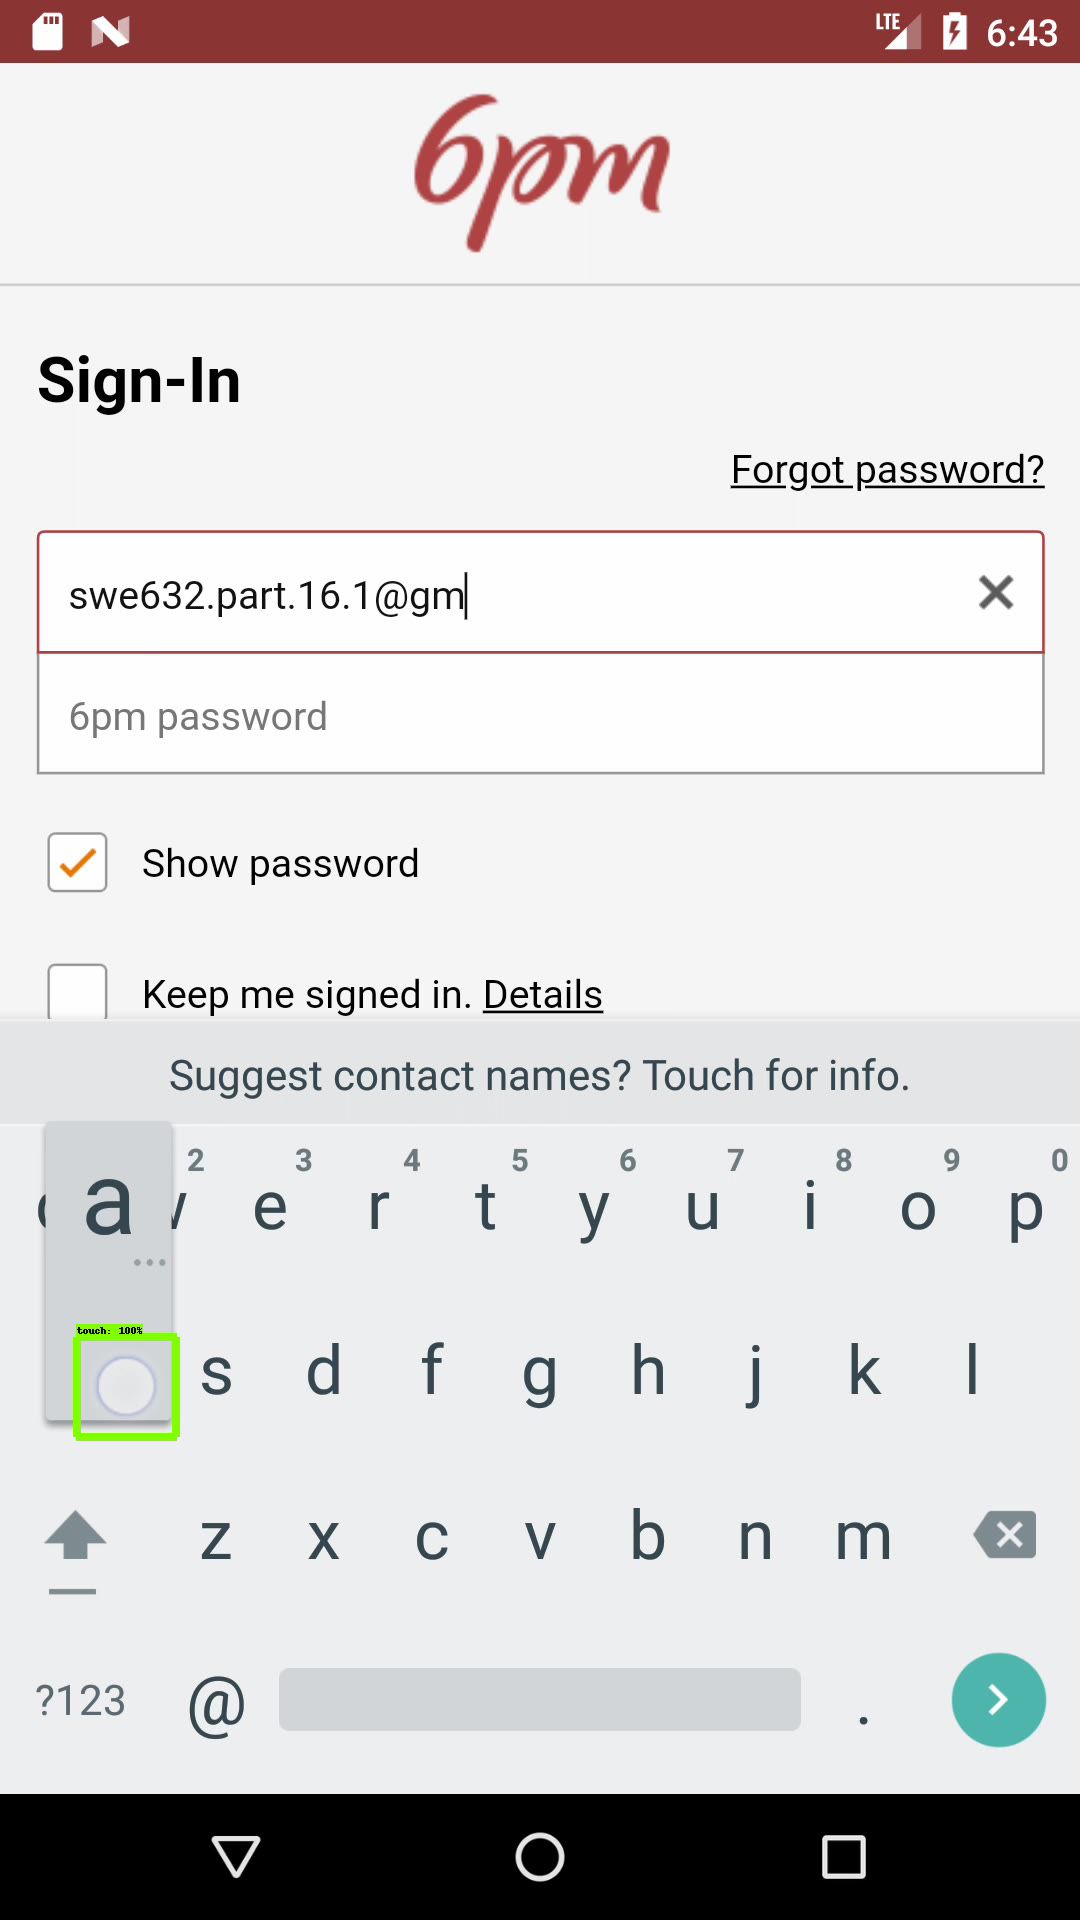 LTE 6:43
6pm
Sign-In
Forgot password?
swe632.part.16.1@gm
6pm password
Show password
Keep me signed in. Details
Suggest contact names? Touch for info.
2 3 4 5 6 7 8 9 0
a e r t y u i o p
touch: 100%
s d f g h j k l
z x c v b n m
?123 @ .